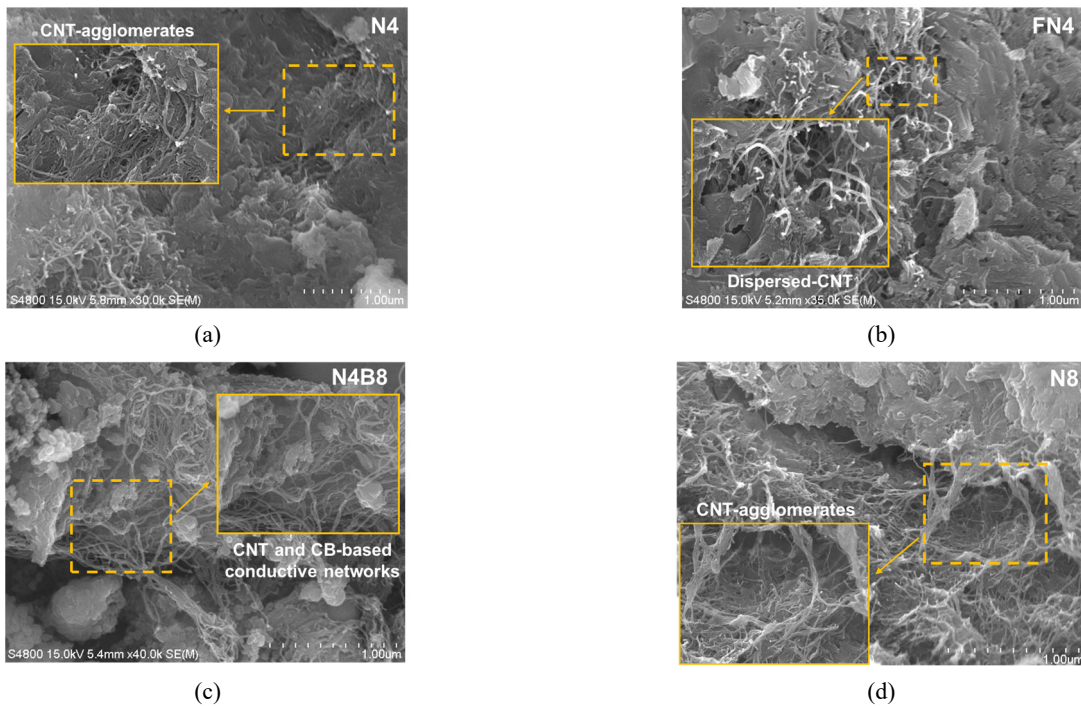 CNT-agglomerates
N4
S4800 15.0kV 5.8mm x30.0k SE(M)
1.00um
(a)
FN4
Dispersed-CNT
S4800 15.0kV 5.2mm x35.0k SE(M)
1.00um
(b)
N4B8
CNT and CB-based
conductive networks
S4800 15.0kV 5.4mm x40.0k SE(M)
1.00um
(c)
N8
CNT-agglomerates
1.00um
(d)